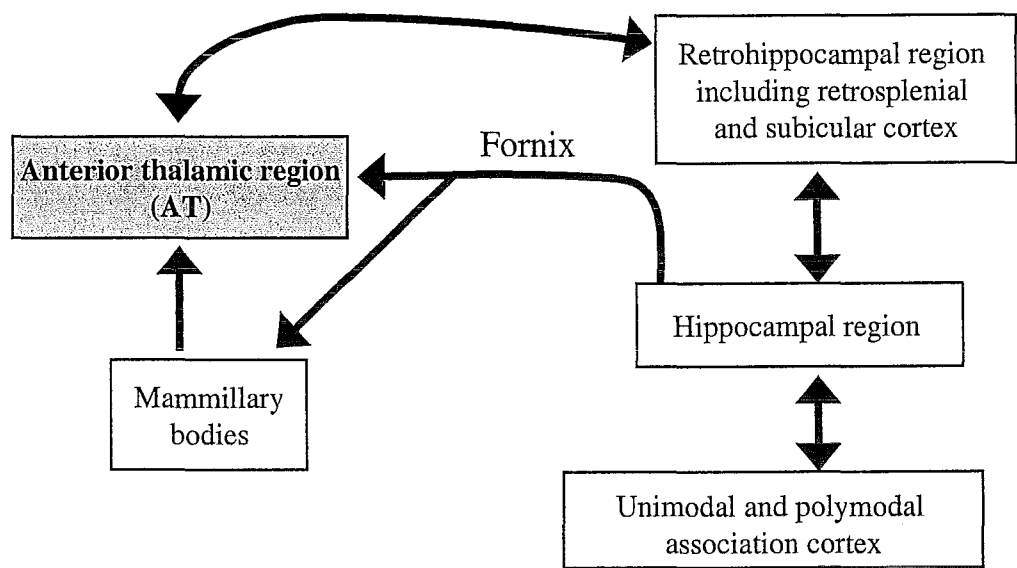 Retrohippocampal region
including retrosplenial
and subicular cortex
Fornix
Anterior thalamic region
(AT)
Hippocampal region
Mammillary
bodies
Unimodal and polymodal
association cortex